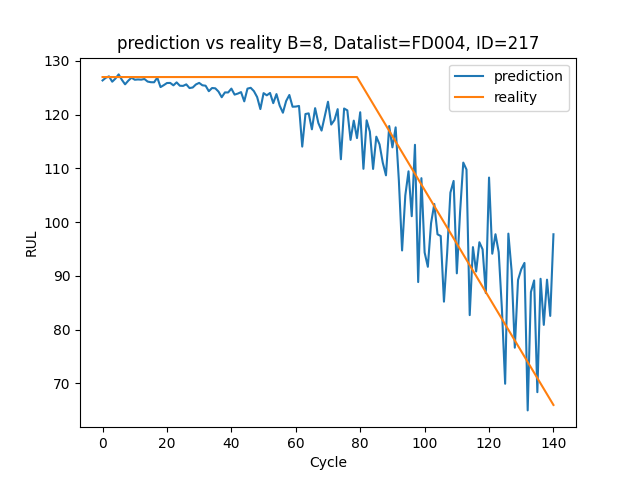 prediction vs reality B=8, Datalist=FD004, ID=217
prediction
reality
RUL
130
120
110
100
90
80
70
0 20 40 60 80 100 120 140
Cycle